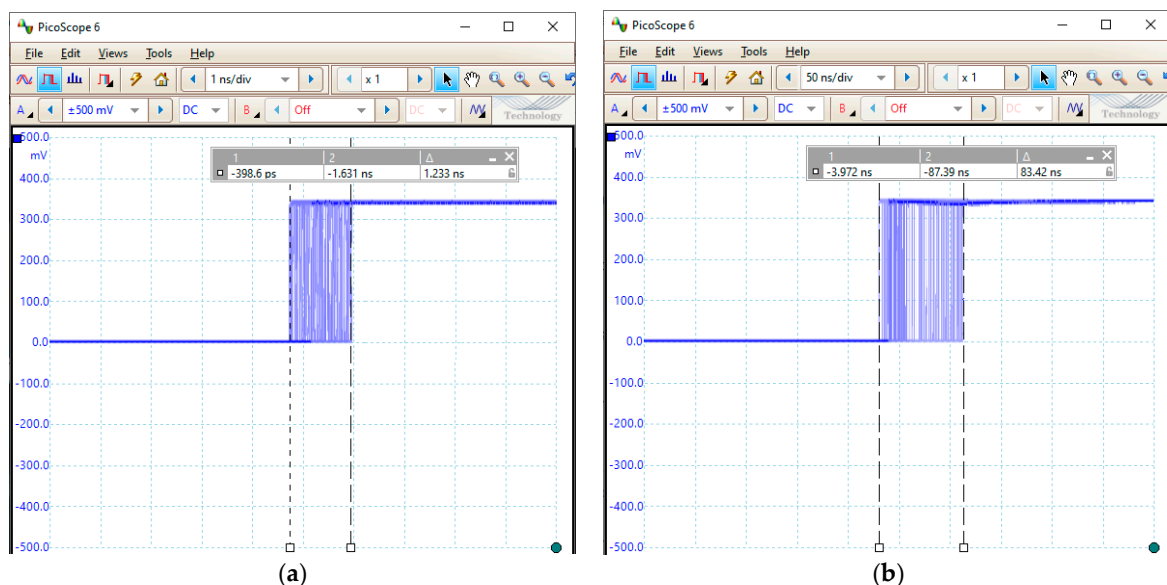 PicoScope 6
File Edit Views Tools Help
1 ns/div x 1
A ±500 mV DC B Off DC Technology
500.0
mV
400.0
300.0
200.0
100.0
0.0
-100.0
-200.0
-300.0
-400.0
-500.0
1 2 Δ
-398.6 ps -1.631 ns 1.233 ns
(a)
PicoScope 6
File Edit Views Tools Help
50 ns/div x 1
A ±500 mV DC B Off DC Technology
500.0
mV
400.0
300.0
200.0
100.0
0.0
-100.0
-200.0
-300.0
-400.0
-500.0
1 2 Δ
-3.972 ns -87.39 ns 83.42 ns
(b)